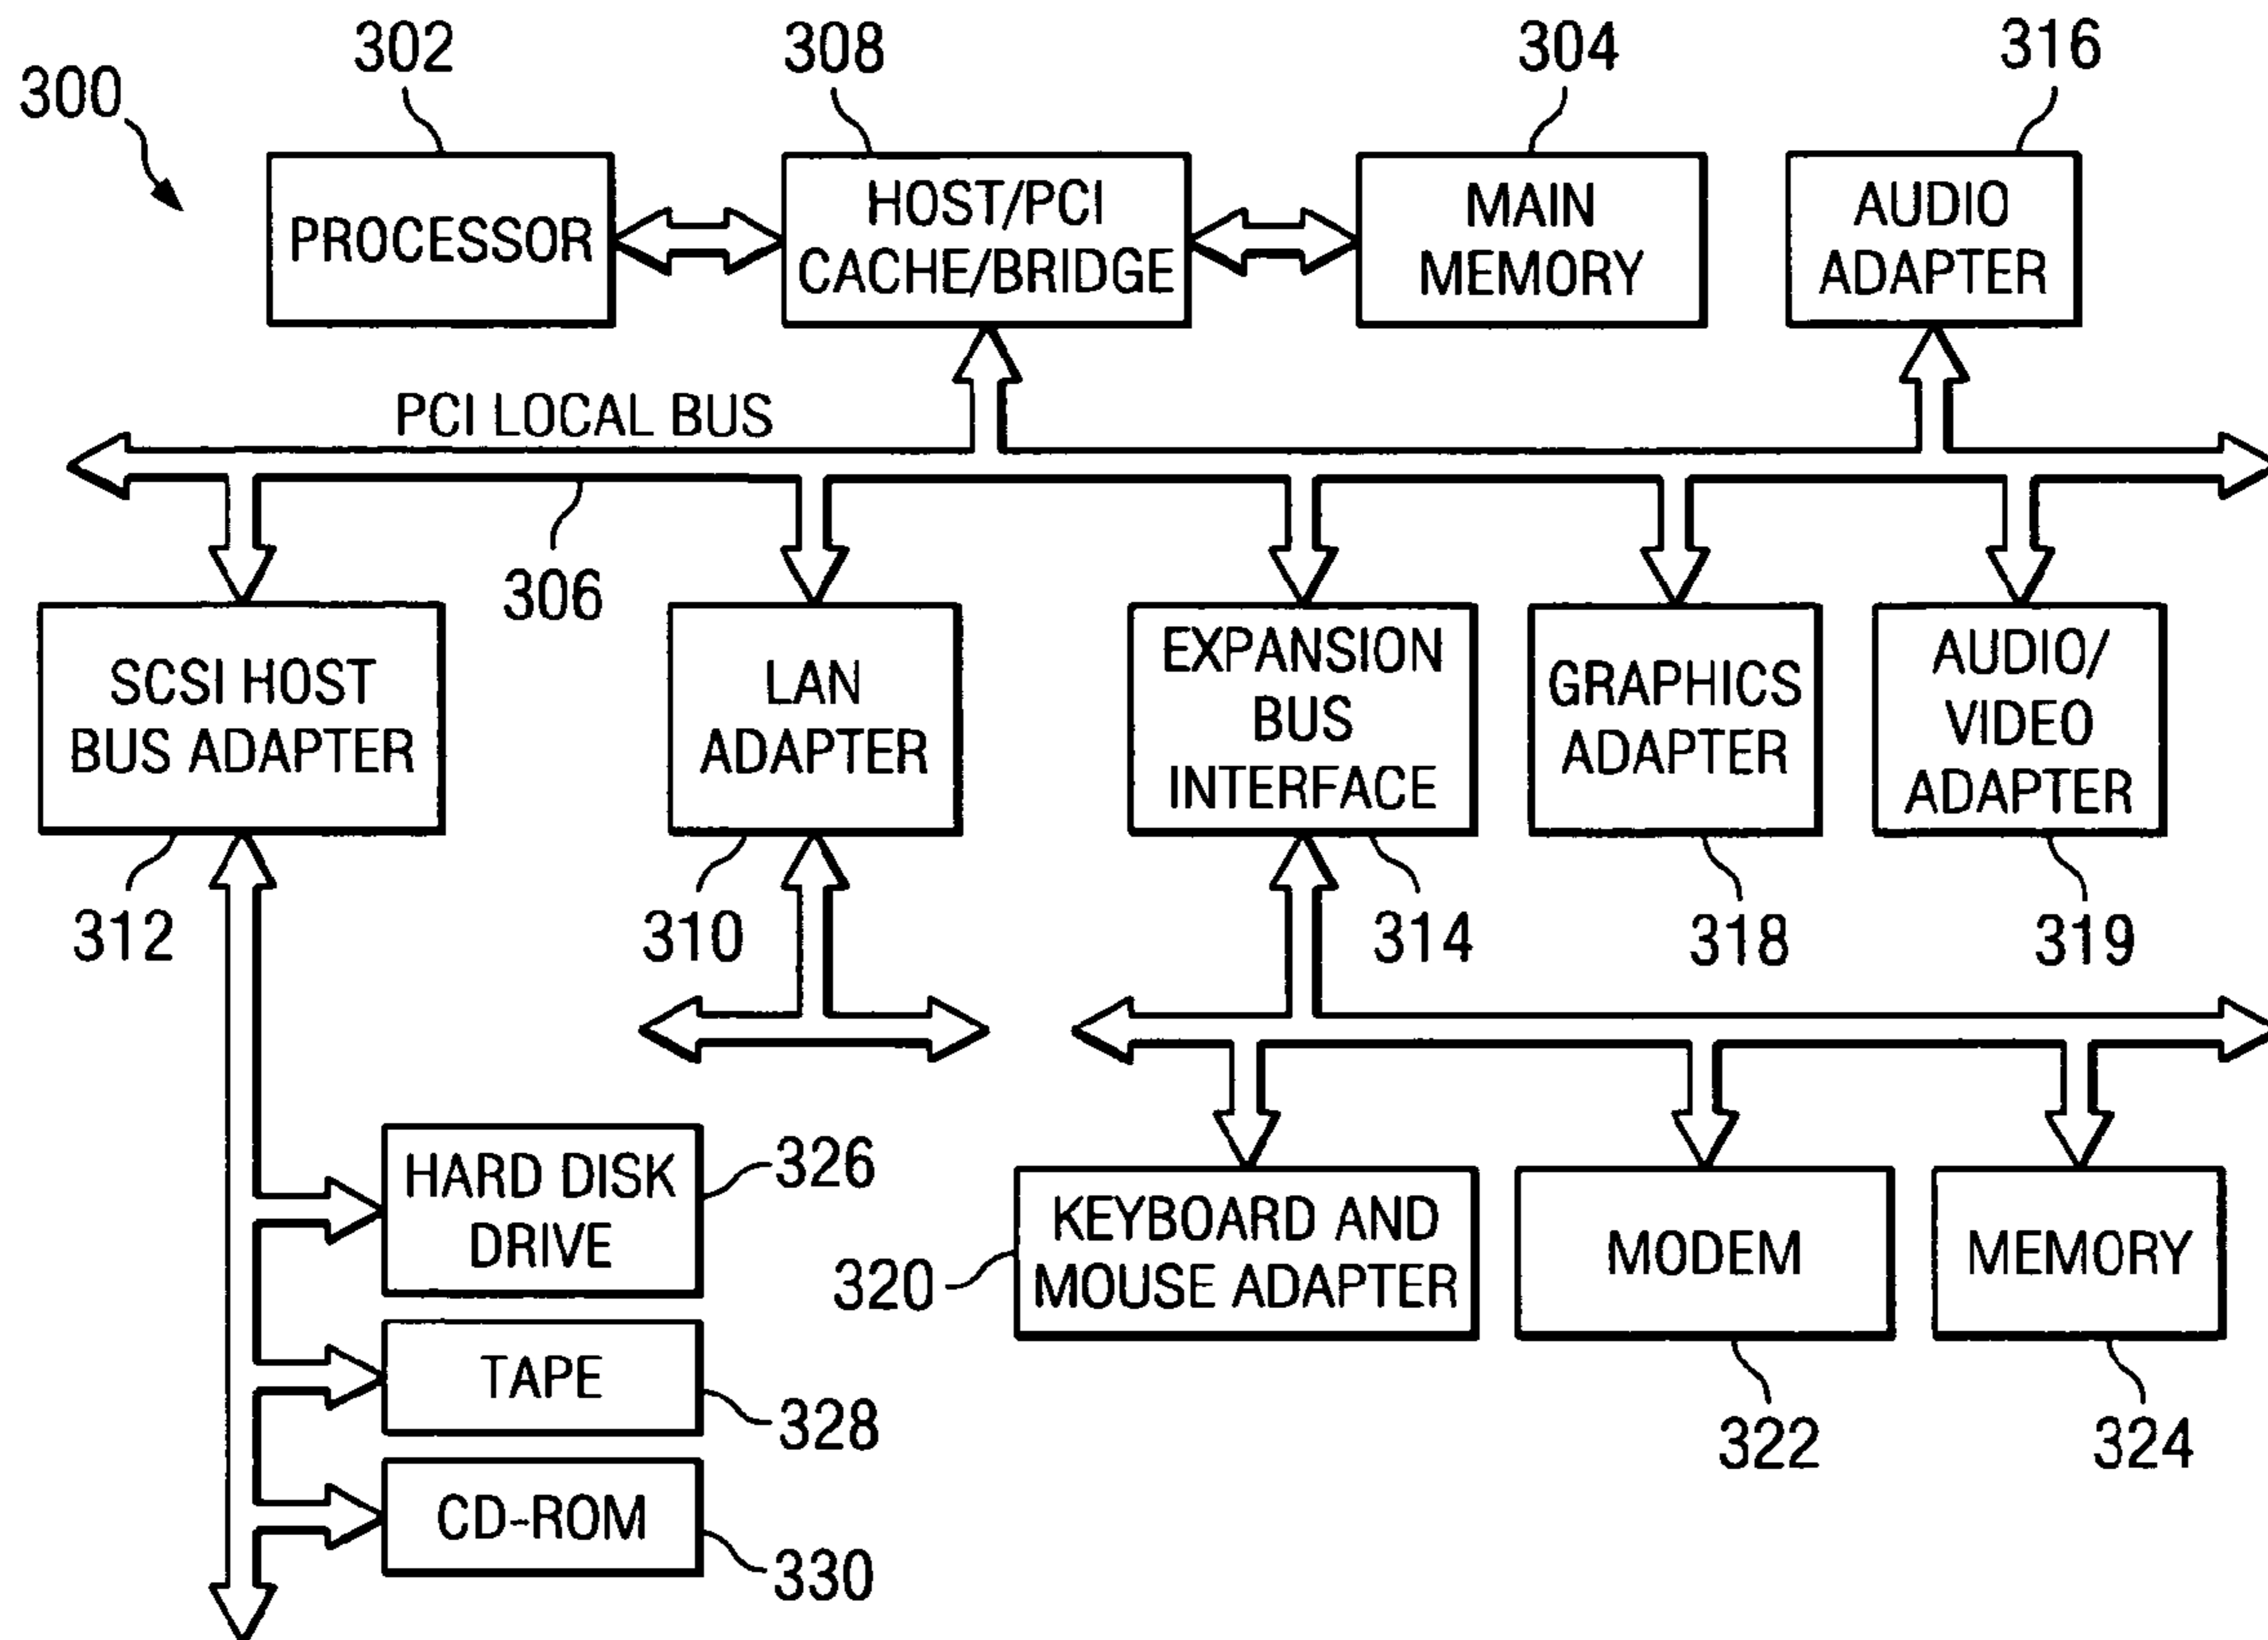 300
302
308
304
316
PROCESSOR
HOST/PCI
CACHE/BRIDGE
MAIN
MEMORY
AUDIO
ADAPTER
PCI LOCAL BUS
306
SCSI HOST
BUS ADAPTER
LAN
ADAPTER
EXPANSION
BUS
INTERFACE
GRAPHICS
ADAPTER
AUDIO/
VIDEO
ADAPTER
312
310
314
318
319
HARD DISK
DRIVE
326
TAPE
328
CD-ROM
330
320
KEYBOARD AND
MOUSE ADAPTER
MODEM
MEMORY
322
324